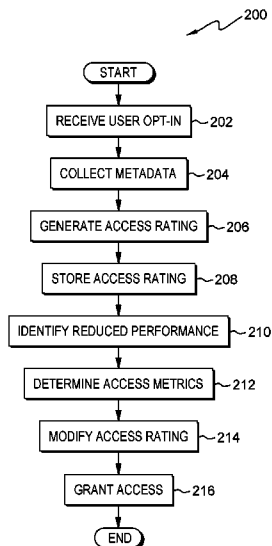 200
START
RECEIVE USER OPT-IN 202
COLLECT METADATA 204
GENERATE ACCESS RATING 206
STORE ACCESS RATING 208
IDENTIFY REDUCED PERFORMANCE 210
DETERMINE ACCESS METRICS 212
MODIFY ACCESS RATING 214
GRANT ACCESS 216
END